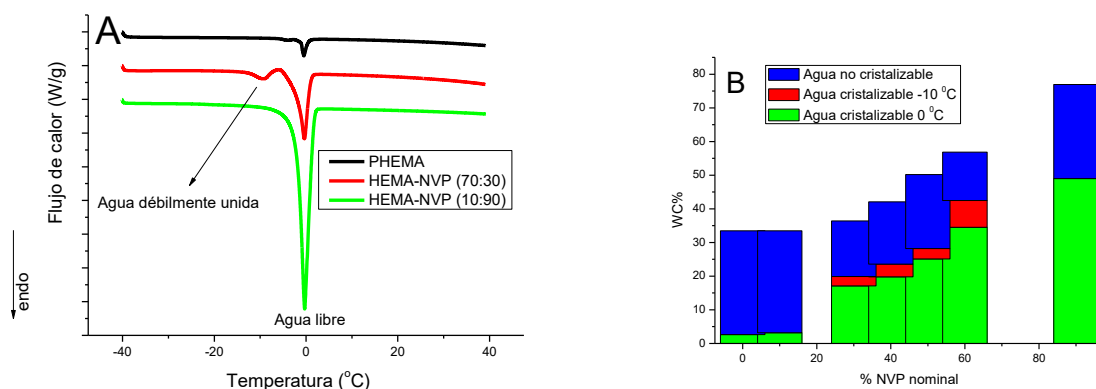 A
Flujo de calor (W/g)
endo
Agua débilmente unida
PHEMA
HEMA-NVP (70:30)
HEMA-NVP (10:90)
Agua libre
-40 -20 0 20 40
Temperatura (°C)
B
Agua no cristalizable
Agua cristalizable -10 °C
Agua cristalizable 0 °C
WC%
80
70
60
50
40
30
20
10
0
0 20 40 60 80
% NVP nominal